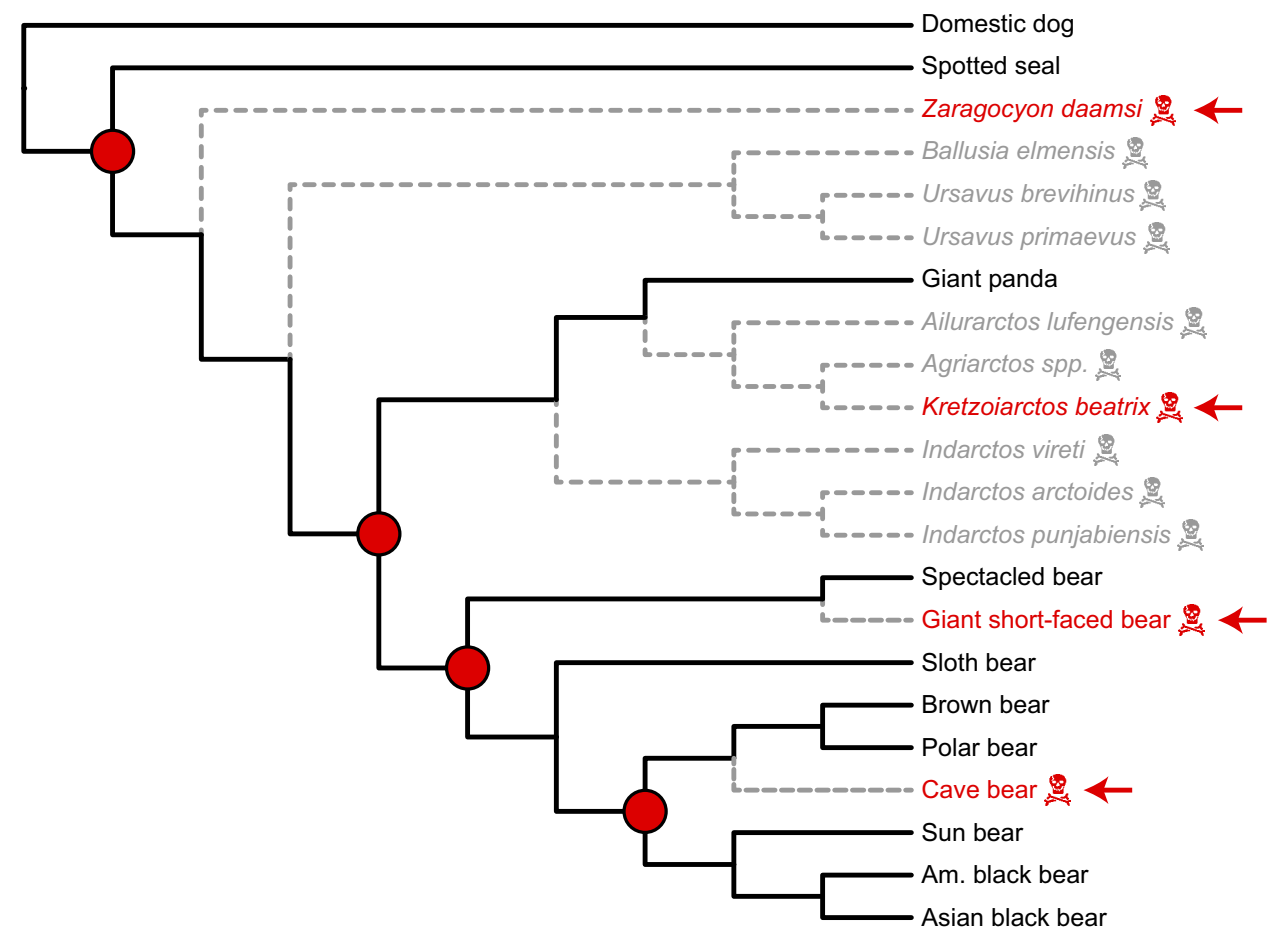 Domestic dog
Spotted seal
Zaragocyon daamsi
Ballusia elmensis
Ursavus brevihinus
Ursavus primaevus
Giant panda
Ailurarctos lufengensis
Agriarctos spp.
Kretzoiarctos beatrix
Indarctos vireti
Indarctos arctoides
Indarctos punjabiensis
Spectacled bear
Giant short-faced bear
Sloth bear
Brown bear
Polar bear
Cave bear
Sun bear
Am. black bear
Asian black bear